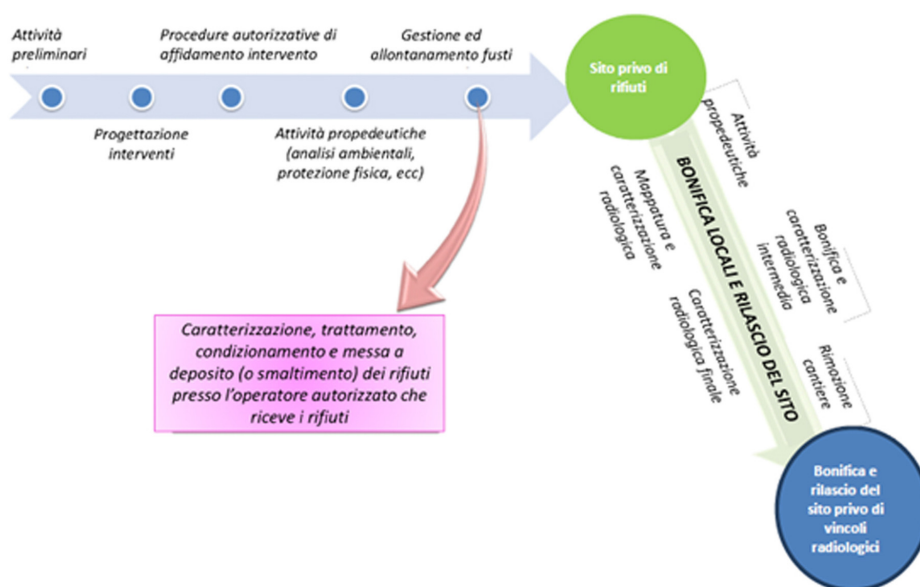 Attività
preliminari
Procedure autorizzative di
affidamento intervento
Gestione ed
allontanamento fusti
Progettazione
interventi
Attività propedeutiche
(analisi ambientali,
protezione fisica, ecc)
Sito privo di
rifiuti
Caratterizzazione, trattamento,
condizionamento e messa a
deposito (o smaltimento) dei rifiuti
presso l'operatore autorizzato che
riceve i rifiuti
Attività
propedeutiche
Mappatura e
caratterizzazione
radiologica
BONIFICA LOCALI E RILASCIO DEL SITO
Bonifica e
caratterizzazione
radiologica
intermedia
Caratterizzazione
radiologica finale
Rimozione
cantiere
Bonifica e
rilascio del
sito privo di
vincoli
radiologici